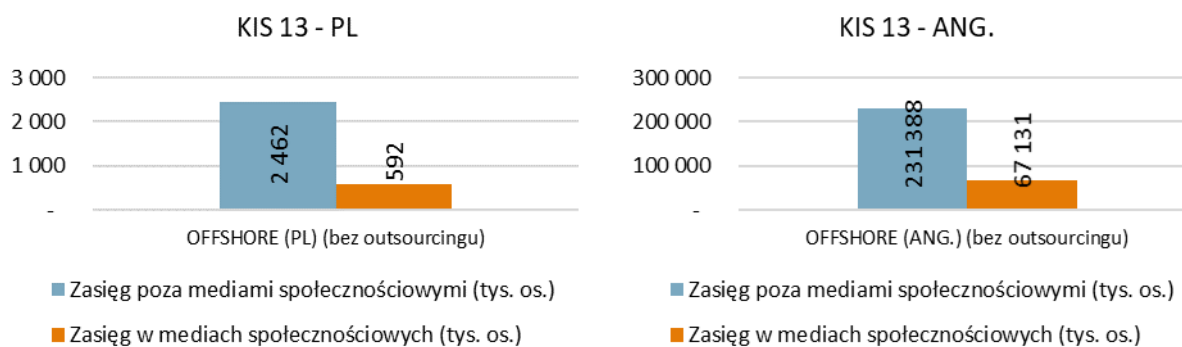 KIS 13 - PL
3 000
2 000
1 000
-
2 462
592
OFFSHORE (PL) (bez outsourcingu)
Zasięg poza mediami społecznościowymi (tys. os.)
Zasięg w mediach społecznościowych (tys. os.)
KIS 13 - ANG.
300 000
200 000
100 000
-
231 388
67 131
OFFSHORE (ANG.) (bez outsourcingu)
Zasięg poza mediami społecznościowymi (tys. os.)
Zasięg w mediach społecznościowych (tys. os.)